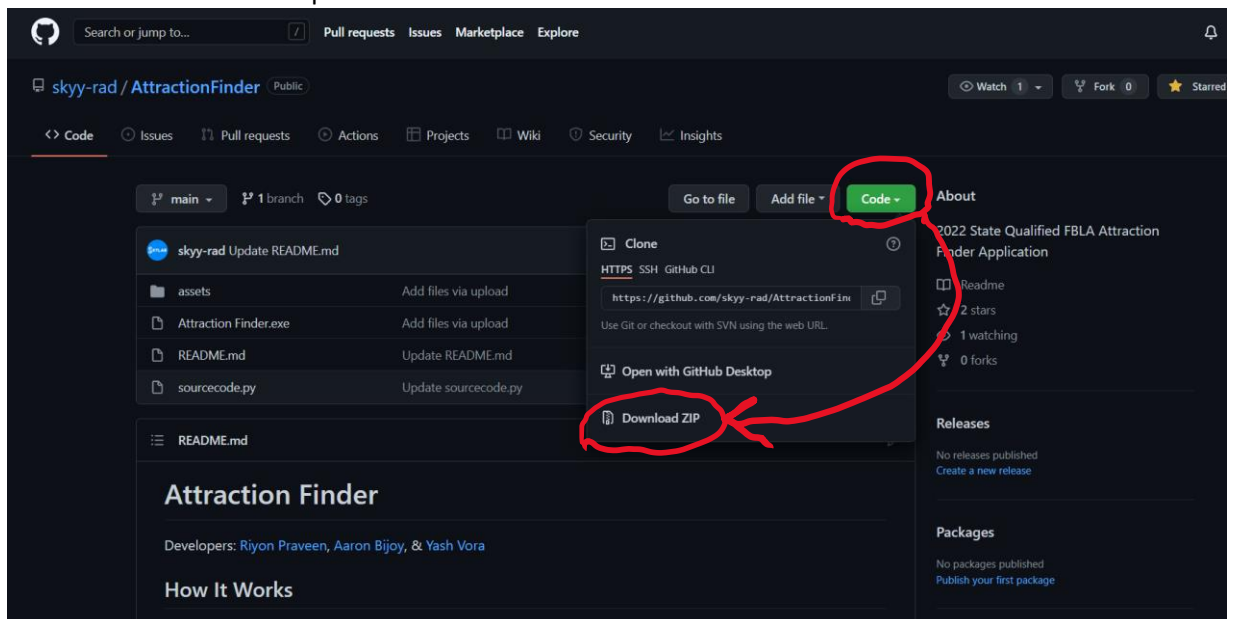 Search or jump to... / Pull requests Issues Marketplace Explore
skyy-rad / AttractionFinder Public Watch 1 Fork 0 Starred
Code Issues Pull requests Actions Projects Wiki Security Insights
main 1 branch 0 tags Go to file Add file Code
About
2022 State Qualified FBLA Attraction
Finder Application
Readme
2 stars
1 watching
0 forks
skyy-rad Update README.md
assets Add files via upload
Attraction Finder.exe Add files via upload
README.md Update README.md
sourcecode.py Update sourcecode.py
Clone
HTTPS SSH GitHub CLI
https://github.com/skyy-rad/AttractionFin
Use Git or checkout with SVN using the web URL.
Open with GitHub Desktop
Download ZIP
Releases
No releases published
Create a new release
Packages
No packages published
Publish your first package
README.md
Attraction Finder
Developers: Riyon Praveen, Aaron Bijoy, & Yash Vora
How It Works